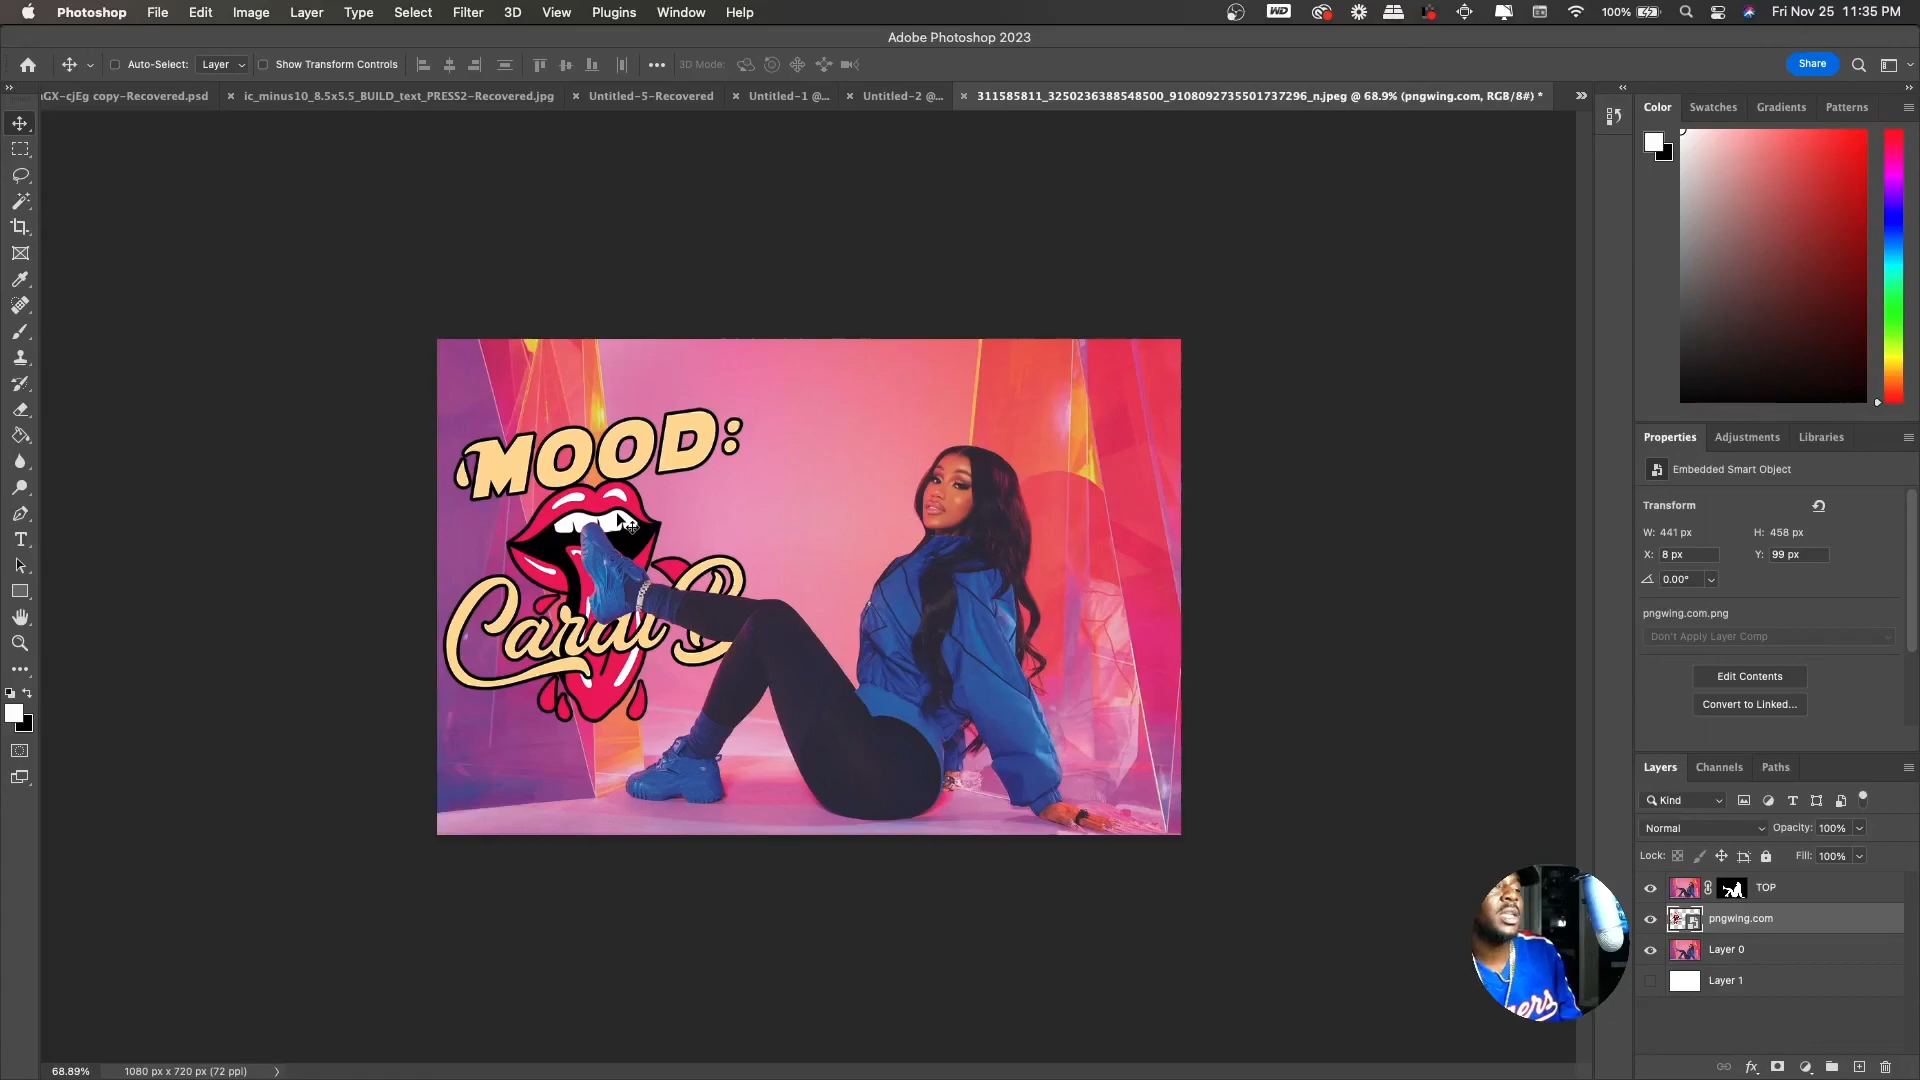 Photoshop File Edit Image Layer Type Select Filter 3D View Plugins Window Help
WD 100% Fri Nov 25 11:35 PM
Adobe Photoshop 2023
Auto-Select: Layer Show Transform Controls ••• 3D Mode: Share
GX-cjEg copy-Recovered.psd × ic_minus10_8.5x5.5_BUILD_text_PRESS2-Recovered.jpg × Untitled-5-Recovered × Untitled-1 @... × Untitled-2 @... × 311585811_3250236388548500_9108092735501737296_n.jpeg @ 68.9% (pngwing.com, RGB/8#) *
Color Swatches Gradients Patterns
MOOD:
Cardi B
Properties Adjustments Libraries
Embedded Smart Object
Transform
W: 441 px H: 458 px
X: 8 px Y: 99 px
0.00°
pngwing.com.png
Don't Apply Layer Comp
Edit Contents
Convert to Linked...
Layers Channels Paths
Kind
Normal Opacity: 100%
Lock: Fill: 100%
TOP
pngwing.com
Layer 0
Layer 1
68.89% 1080 px x 720 px (72 ppi)